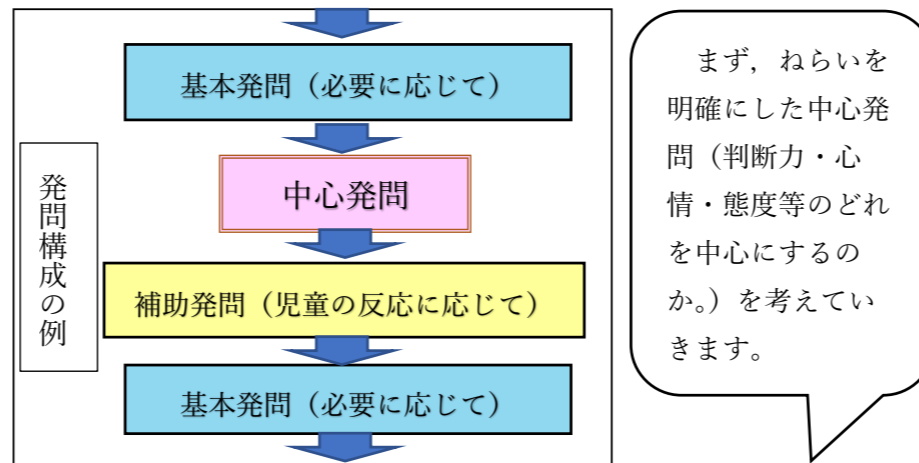 基本発問（必要に応じて）
中心発問
補助発問（児童の反応に応じて）
基本発問（必要に応じて）
発問構成の例
まず，ねらいを
明確にした中心発
問（判断力・心
情・態度等のどれ
を中心にするの
か。）を考えてい
きます。